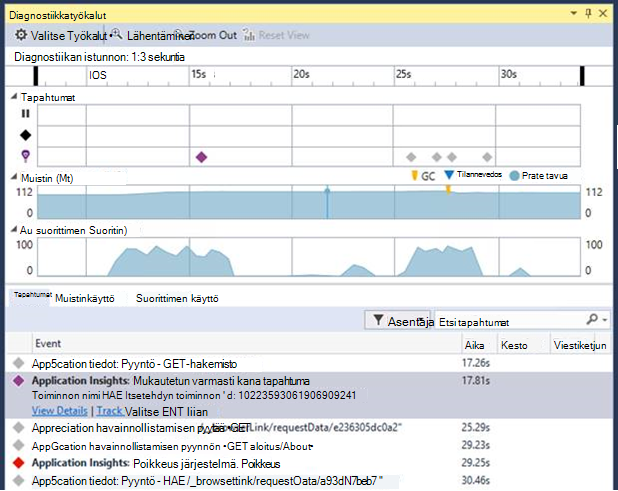 Diagnostiikkatyökalut
Valitse Työkalut Lähentäminen Zoom Out Reset View
Diagnostiikan istunnon: 1:3 sekuntia
IOS 15s 20s 25s 30s
Tapahtumat
Muistin (Mt) GC Tilannevedos Prate tavua
112 112
0 0
Au suorittimen Suoritin)
100 100
0 0
Tapahtumat Muistinkäyttö Suorittimen käyttö
Asentaja Etsi tapahtumat
Event Aika Kesto Viestiketjun
App5cation tiedot: Pyyntö - GET-hakemisto 17.26s
Application Insights: Mukautetun varmasti kana tapahtuma 17.81s
Toiminnon nimi HAE Itsetehdyn toiminnon ' d: 10223593061906909241
View Details | Track Valitse ENT liian
Appreciation havainnollistamisen pyytää •GET Link/requestData/e236305dc0a2" 25.29s
AppGcation havainnollistamisen pyynnön •GET aloitus/About• 29.23s
Application Insights: Poikkeus järjestelmä. Poikkeus 29.25s
App5cation tiedot: Pyyntö - HAE /_browsettink/requestOata/a93dN7beb7" 30.46s